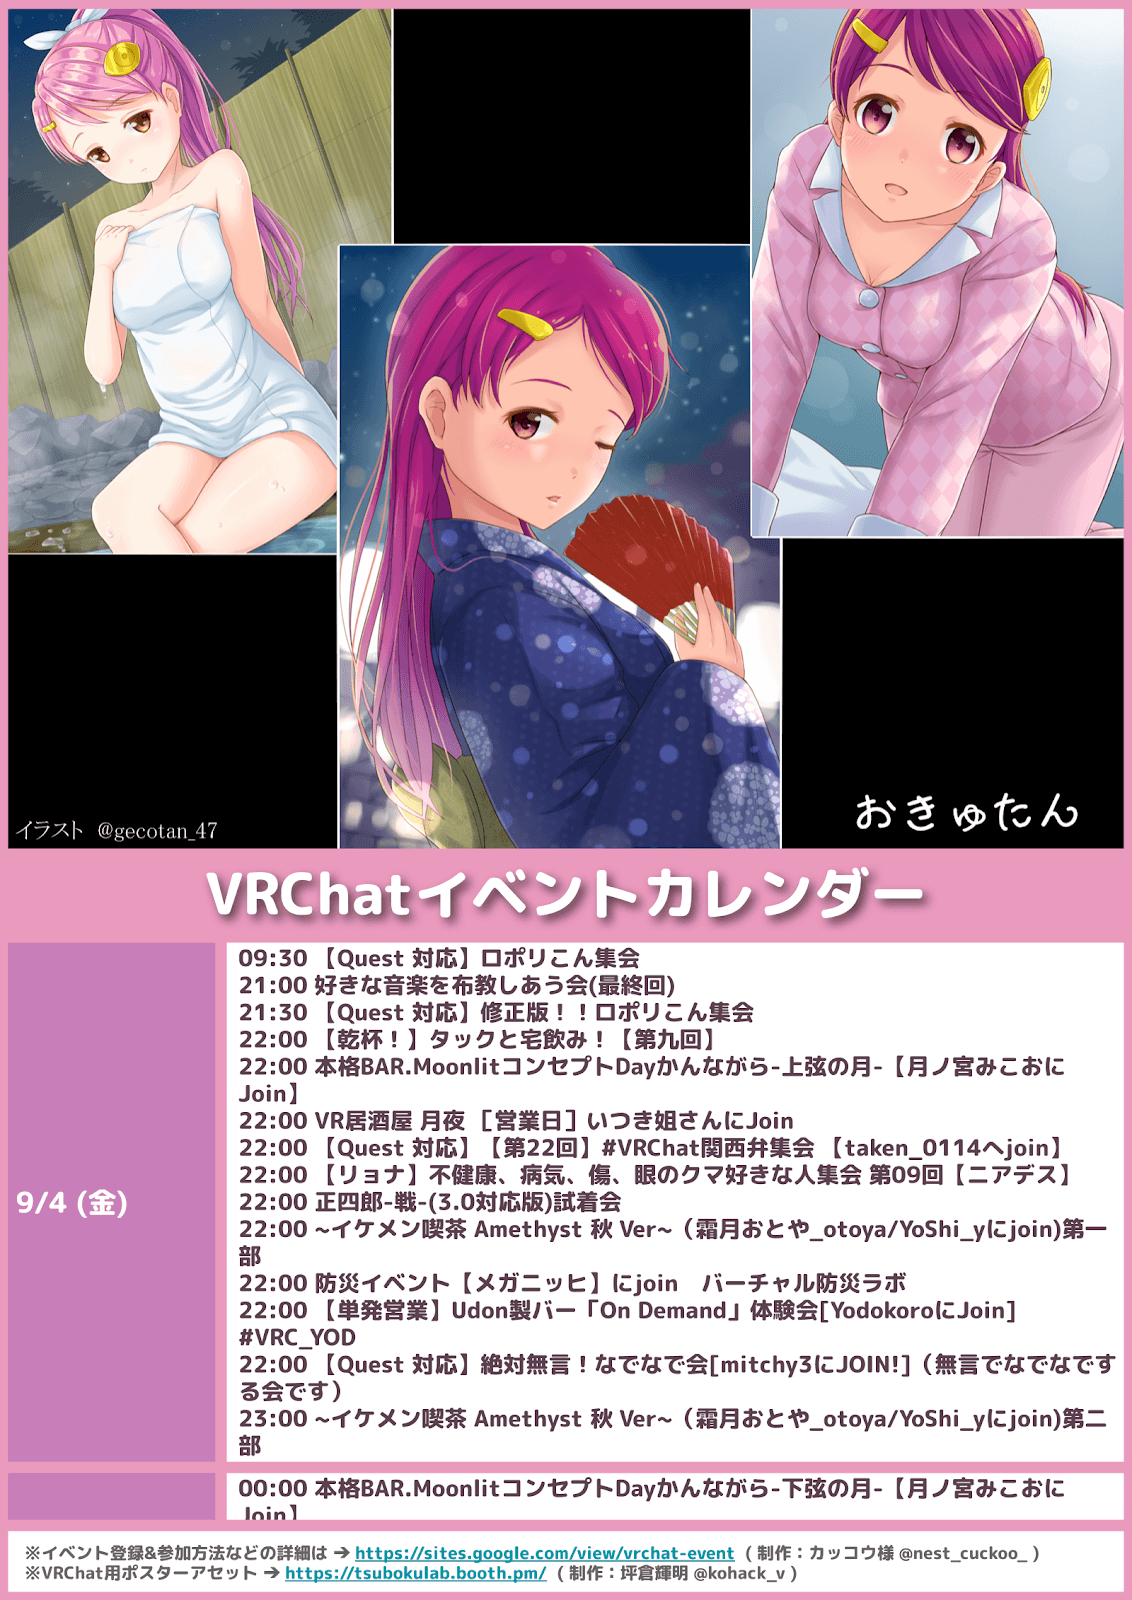 イラスト @gecotan_47
おきゅたん
VRChatイベントカレンダー
9/4 (金)
09:30 【Quest 対応】ロポリこん集会
21:00 好きな音楽を布教しあう会(最終回)
21:30 【Quest 対応】修正版！！ロポリこん集会
22:00 【乾杯！】タックと宅飲み！【第九回】
22:00 本格BAR.MoonlitコンセプトDayかんながら-上弦の月-【月ノ宮みこおに
Join】
22:00 VR居酒屋 月夜 ［営業日］いつき姐さんにJoin
22:00 【Quest 対応】【第22回】#VRChat関西弁集会 【taken_0114へjoin】
22:00 【リョナ】不健康、病気、傷、眼のクマ好きな人集会 第09回【ニアデス】
22:00 正四郎-戦-(3.0対応版)試着会
22:00 ~イケメン喫茶 Amethyst 秋 Ver~（霜月おとや_otoya/YoShi_yにjoin)第一
部
22:00 防災イベント【メガニッヒ】にjoin　バーチャル防災ラボ
22:00 【単発営業】Udon製バー「On Demand」体験会[YodokoroにJoin]
#VRC_YOD
22:00 【Quest 対応】絶対無言！なでなで会[mitchy3にJOIN!]（無言でなでなです
る会です）
23:00 ~イケメン喫茶 Amethyst 秋 Ver~（霜月おとや_otoya/YoShi_yにjoin)第二
部
00:00 本格BAR.MoonlitコンセプトDayかんながら-下弦の月-【月ノ宮みこおに
Join】
※イベント登録&参加方法などの詳細は → https://sites.google.com/view/vrchat-event ( 制作：カッコウ様 @nest_cuckoo_ )
※VRChat用ポスターアセット → https://tsubokulab.booth.pm/ ( 制作：坪倉輝明 @kohack_v )